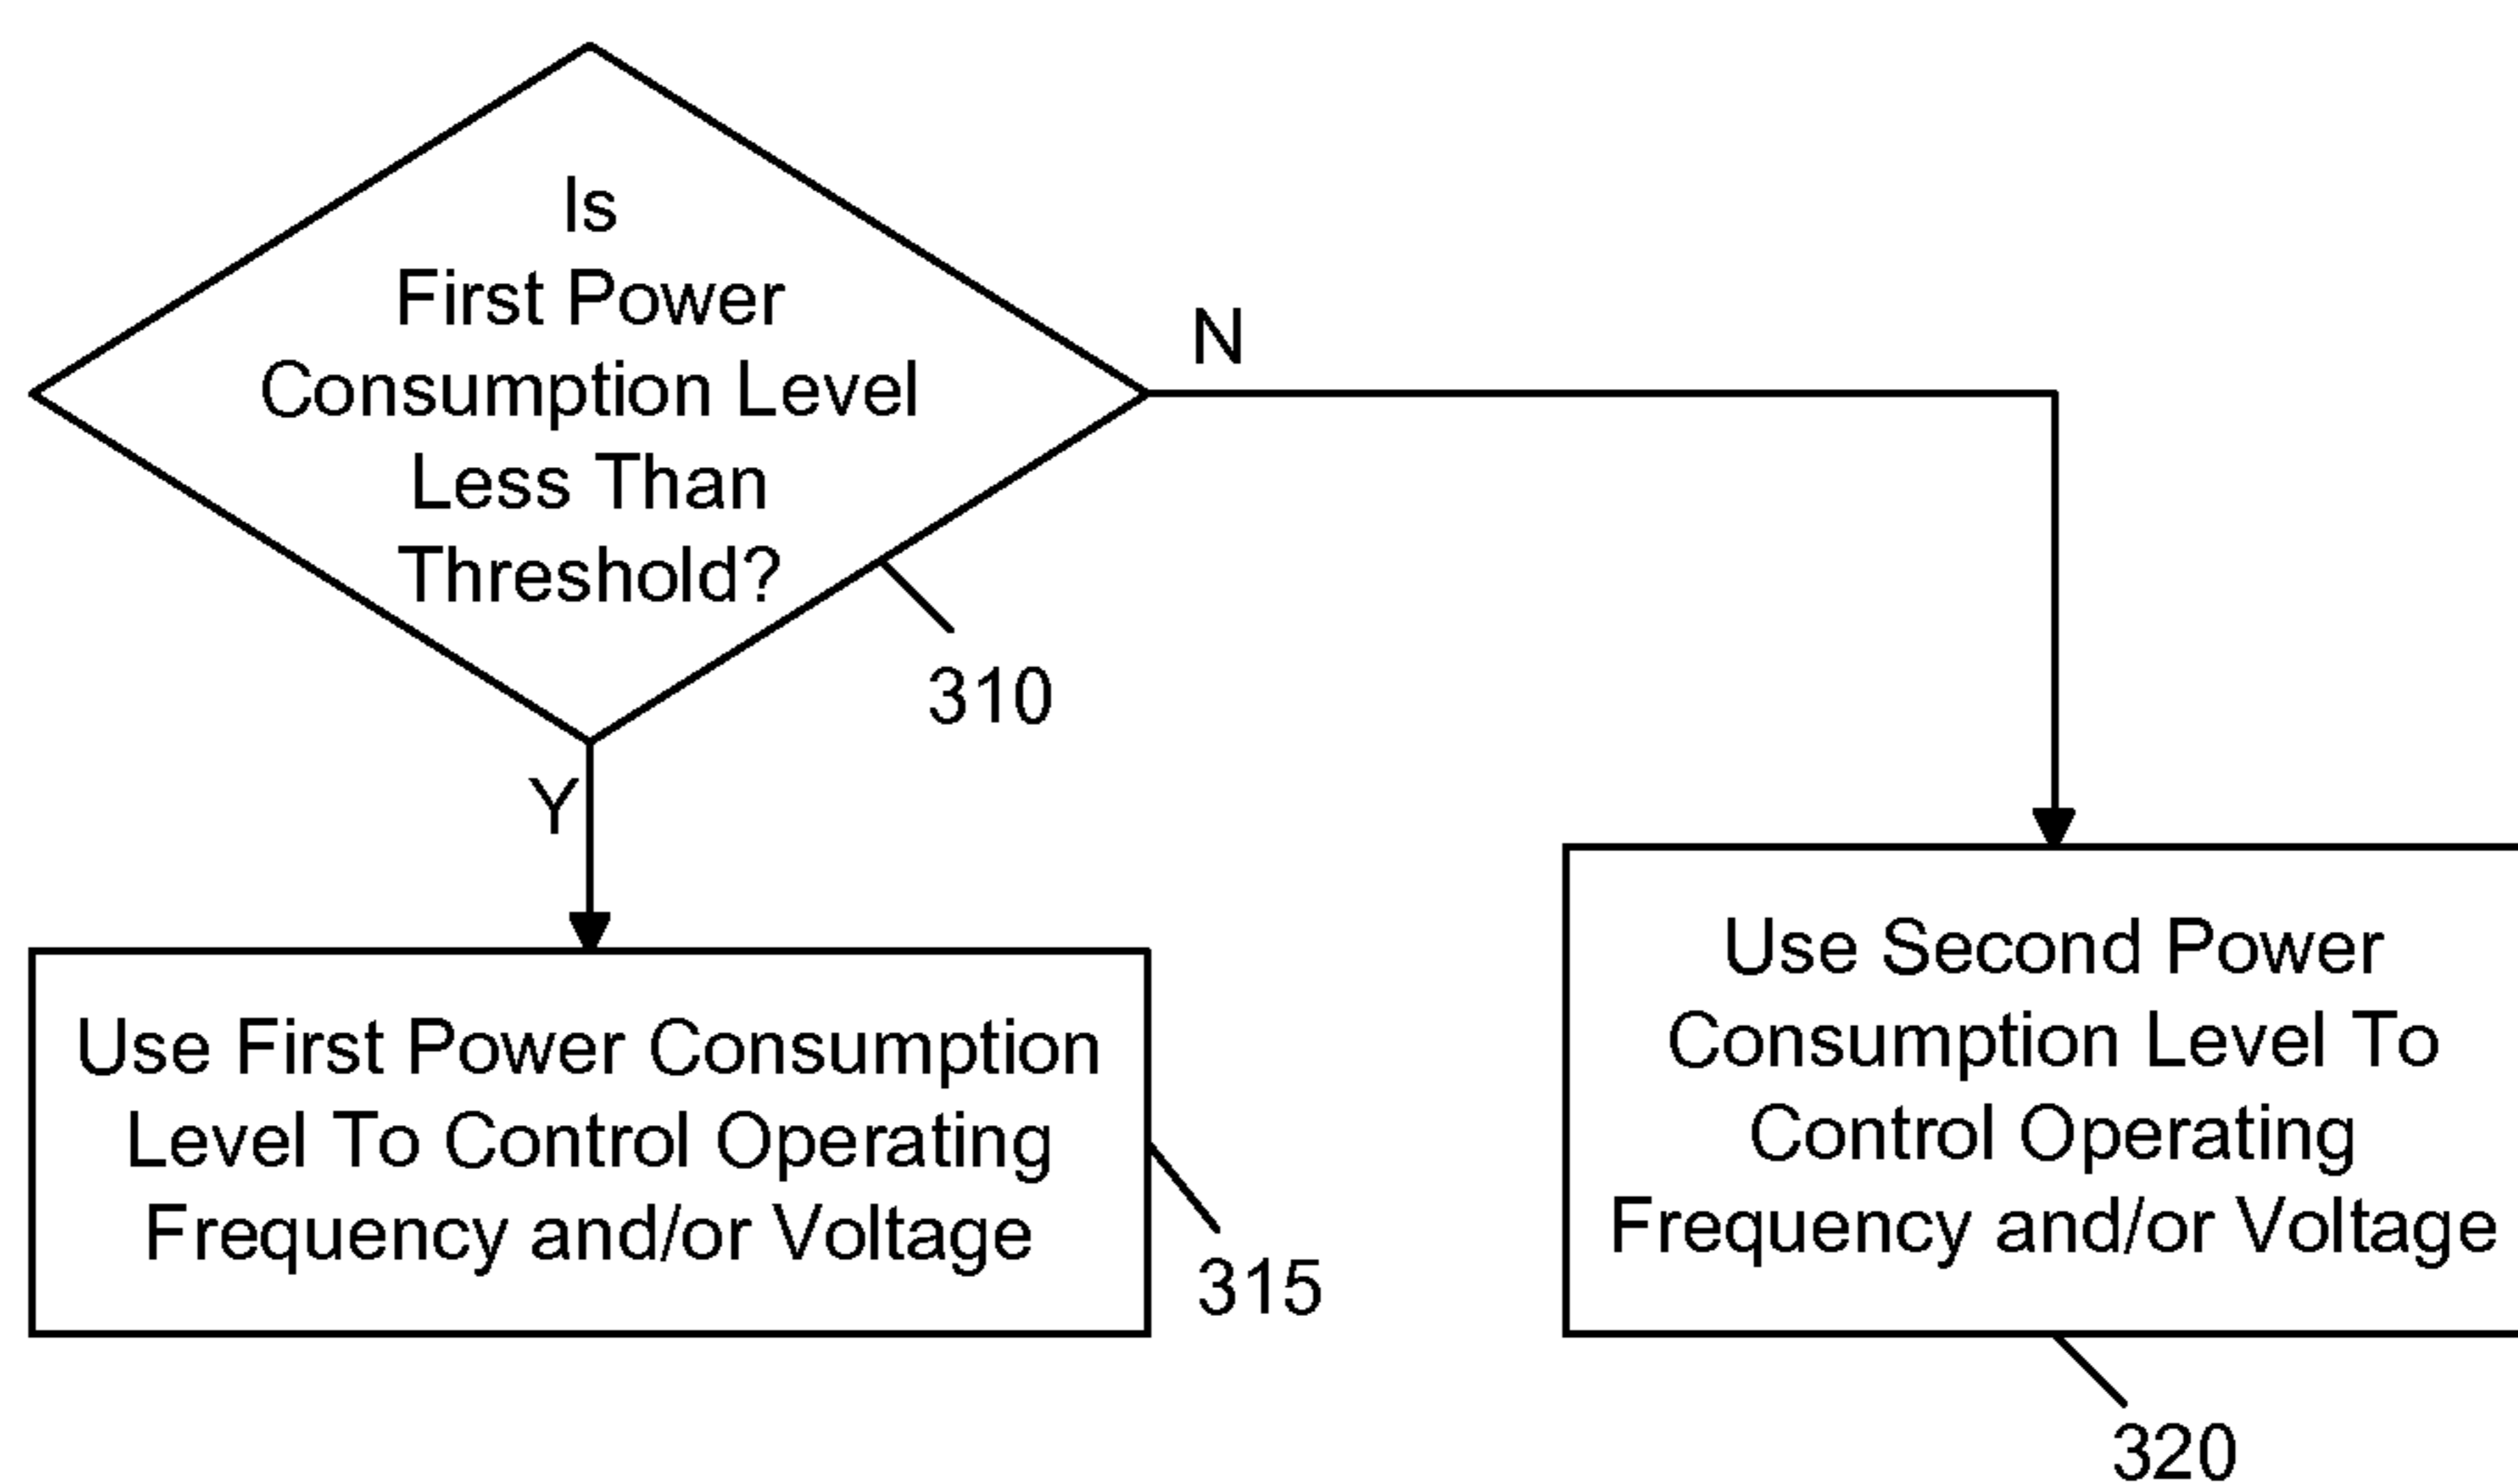 Is
First Power
Consumption Level
Less Than
Threshold?
N
310
Y
Use First Power Consumption
Level To Control Operating
Frequency and/or Voltage
315
Use Second Power
Consumption Level To
Control Operating
Frequency and/or Voltage
320